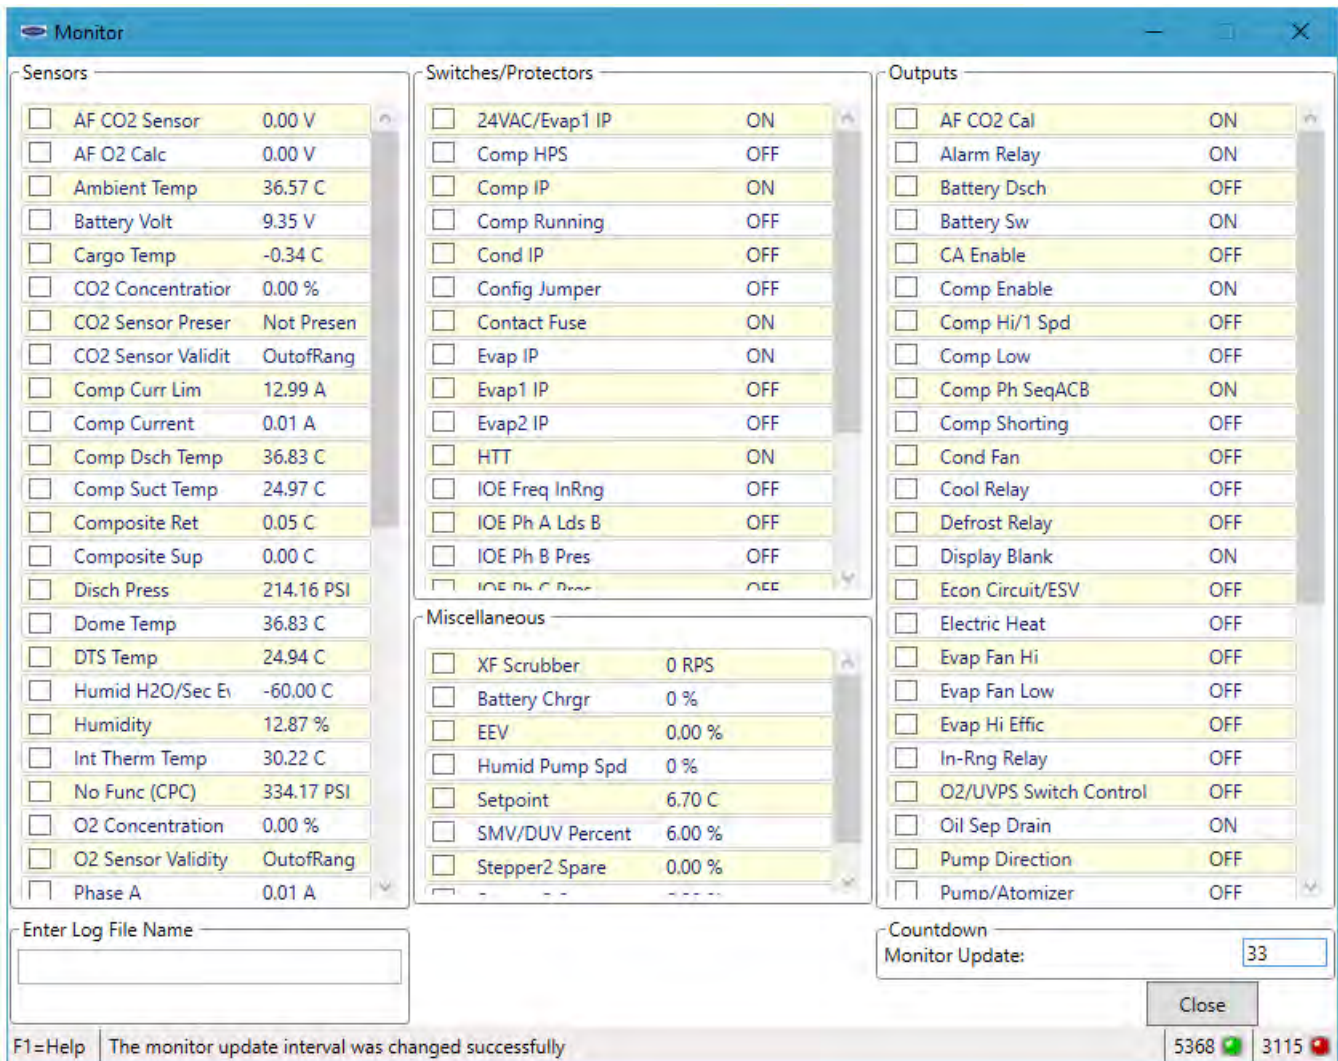 Monitor
Sensors
AF CO2 Sensor 0.00 V
AF O2 Calc 0.00 V
Ambient Temp 36.57 C
Battery Volt 9.35 V
Cargo Temp -0.34 C
CO2 Concentratior 0.00 %
CO2 Sensor Preser Not Presen
CO2 Sensor Validit OutofRang
Comp Curr Lim 12.99 A
Comp Current 0.01 A
Comp Dsch Temp 36.83 C
Comp Suct Temp 24.97 C
Composite Ret 0.05 C
Composite Sup 0.00 C
Disch Press 214.16 PSI
Dome Temp 36.83 C
DTS Temp 24.94 C
Humid H2O/Sec Ev -60.00 C
Humidity 12.87 %
Int Therm Temp 30.22 C
No Func (CPC) 334.17 PSI
O2 Concentration 0.00 %
O2 Sensor Validity OutofRang
Phase A 0.01 A
Switches/Protectors
24VAC/Evap1 IP ON
Comp HPS OFF
Comp IP ON
Comp Running OFF
Cond IP OFF
Config Jumper OFF
Contact Fuse ON
Evap IP ON
Evap1 IP OFF
Evap2 IP OFF
HTT ON
IOE Freq InRng OFF
IOE Ph A Lds B OFF
IOE Ph B Pres OFF
IOE Ph C Pres OFF
Miscellaneous
XF Scrubber 0 RPS
Battery Chrgr 0 %
EEV 0.00 %
Humid Pump Spd 0 %
Setpoint 6.70 C
SMV/DUV Percent 6.00 %
Stepper2 Spare 0.00 %
Outputs
AF CO2 Cal ON
Alarm Relay ON
Battery Dsch OFF
Battery Sw ON
CA Enable OFF
Comp Enable ON
Comp Hi/1 Spd OFF
Comp Low OFF
Comp Ph SeqACB ON
Comp Shorting OFF
Cond Fan OFF
Cool Relay OFF
Defrost Relay OFF
Display Blank ON
Econ Circuit/ESV OFF
Electric Heat OFF
Evap Fan Hi OFF
Evap Fan Low OFF
Evap Hi Effic OFF
In-Rng Relay OFF
O2/UVPS Switch Control OFF
Oil Sep Drain ON
Pump Direction OFF
Pump/Atomizer OFF
Enter Log File Name
Countdown
Monitor Update: 33
Close
F1=Help The monitor update interval was changed successfully 5368 3115